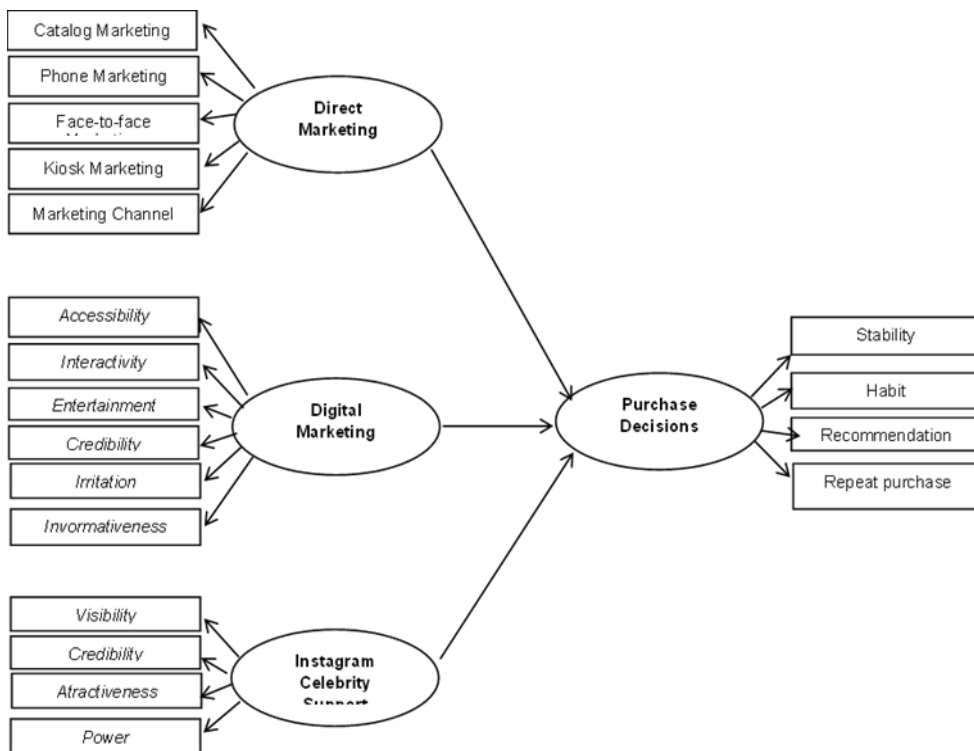 Catalog Marketing
Phone Marketing
Face-to-face
Kiosk Marketing
Marketing Channel
Direct
Marketing
Accessibility
Interactivity
Entertainment
Credibility
Irritation
Invormativeness
Digital
Marketing
Visibility
Credibility
Atractiveness
Power
Instagram
Celebrity
Support
Purchase
Decisions
Stability
Habit
Recommendation
Repeat purchase